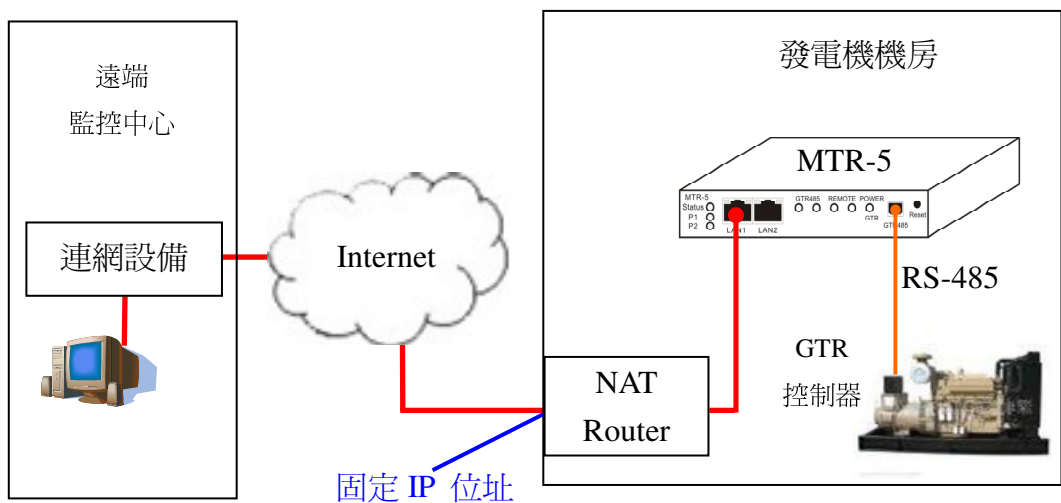 遠端
監控中心
連網設備
Internet
發電機機房
MTR-5
MTR-5
Status
P1
P2
LAN1
LAN2
GTR485
REMOTE
POWER
GTR
GTR485
Reset
RS-485
GTR
控制器
NAT
Router
固定 IP 位址